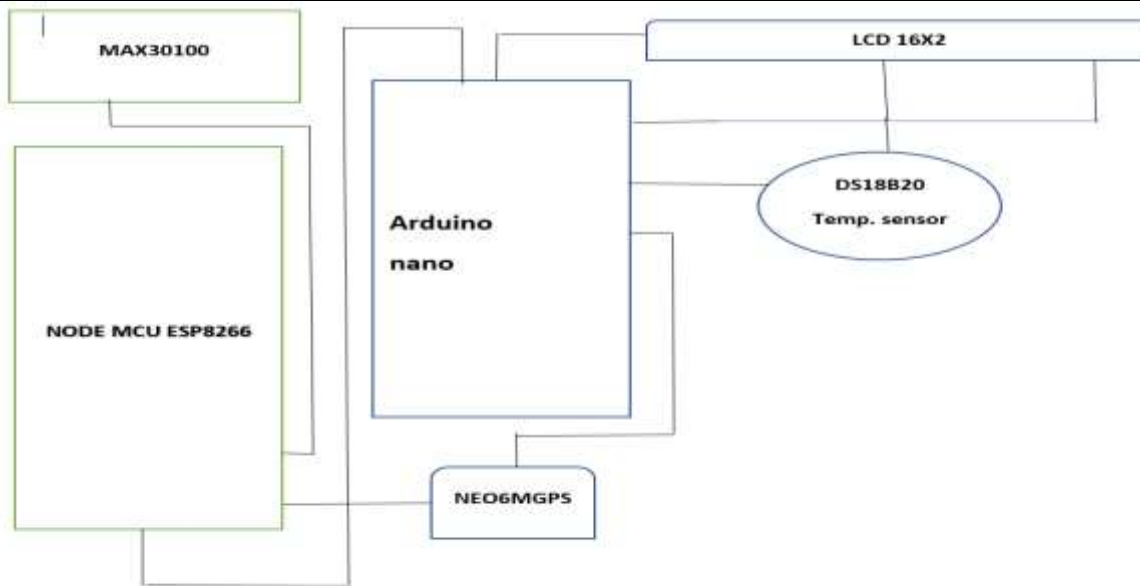 MAX30100
LCD 16X2
DS18B20
Temp. sensor
Arduino
nano
NODE MCU ESP8266
NEO6MGPS